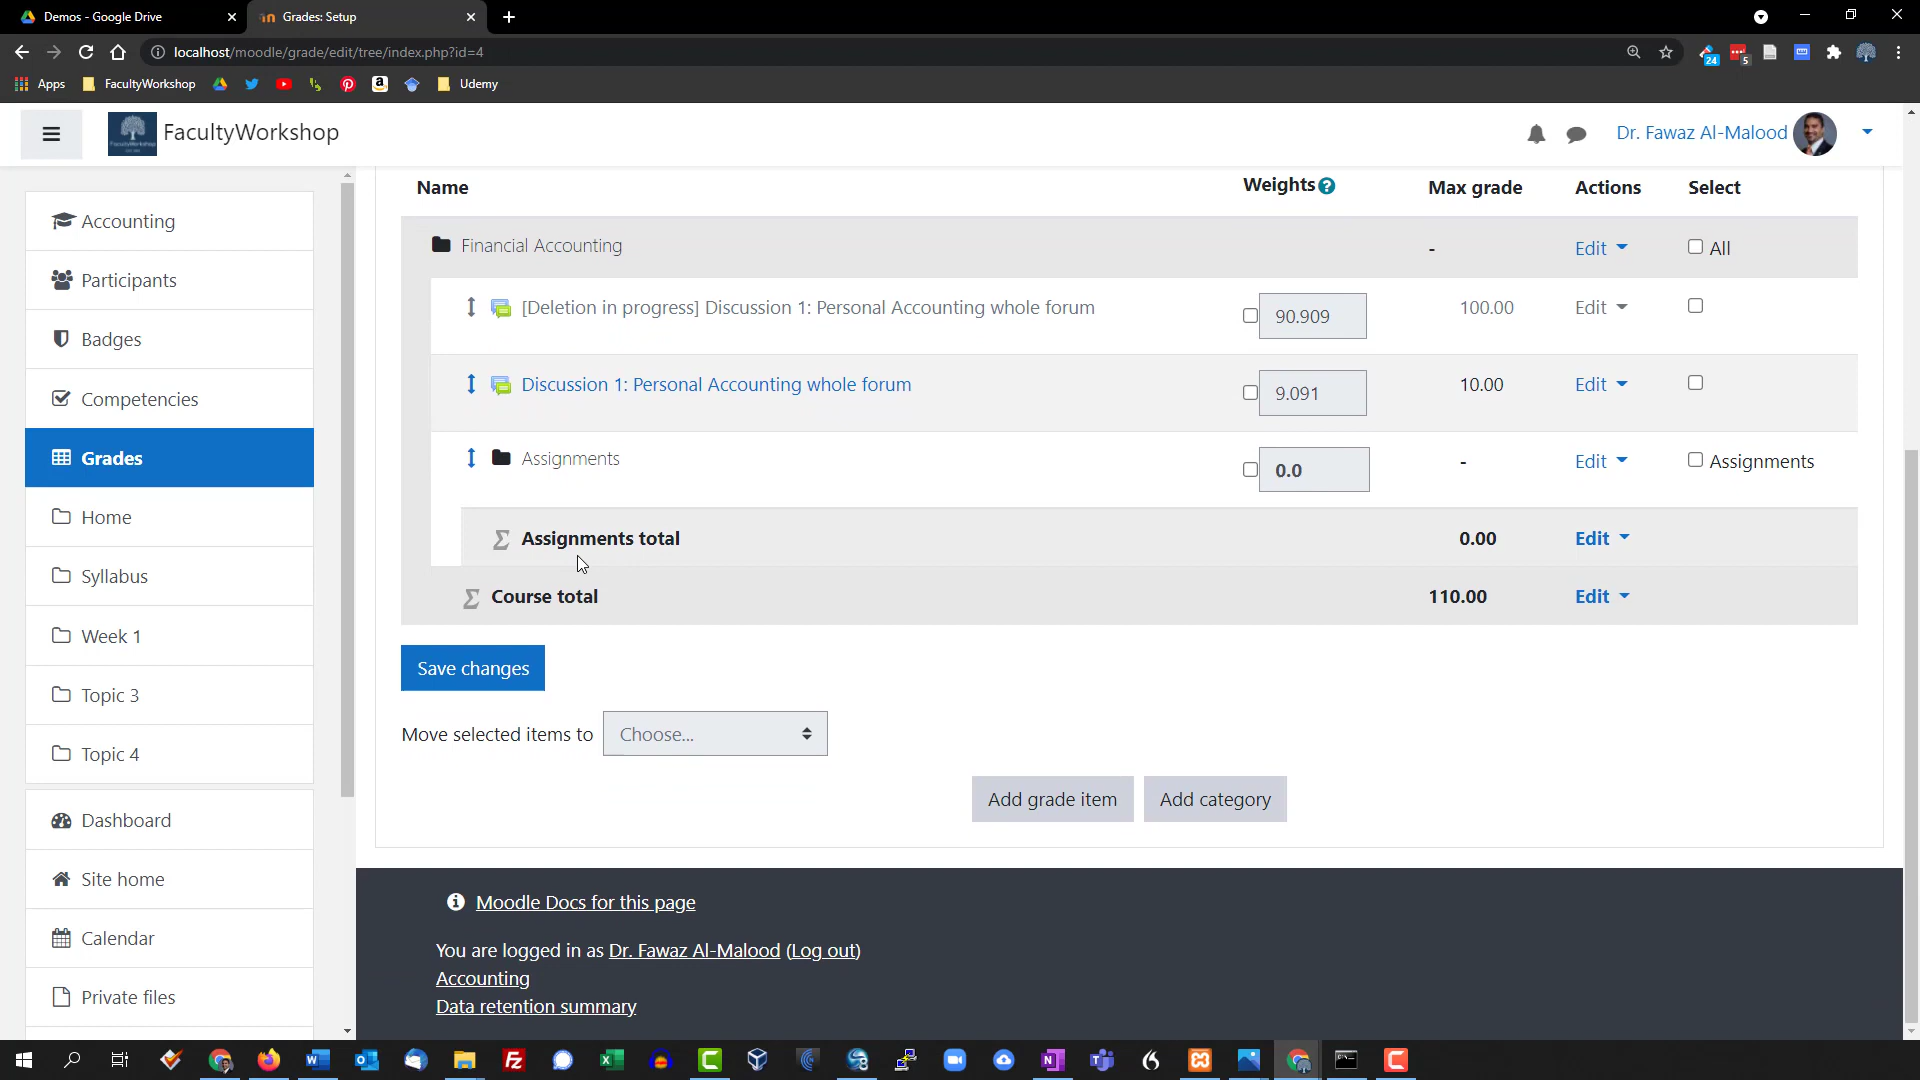 Demos - Google Drive
Grades: Setup
localhost/moodle/grade/edit/tree/index.php?id=4
24
5
Apps
FacultyWorkshop
Udemy
FacultyWorkshop
Dr. Fawaz Al-Malood
Accounting
Participants
Badges
Competencies
Grades
Home
Syllabus
Week 1
Topic 3
Topic 4
Dashboard
Site home
Calendar
Private files
Name Weights Max grade Actions Select
Financial Accounting - Edit All
[Deletion in progress] Discussion 1: Personal Accounting whole forum 90.909 100.00 Edit
Discussion 1: Personal Accounting whole forum 9.091 10.00 Edit
Assignments 0.0 - Edit Assignments
Assignments total 0.00 Edit
Course total 110.00 Edit
Save changes
Move selected items to Choose...
Add grade item Add category
Moodle Docs for this page
You are logged in as Dr. Fawaz Al-Malood (Log out)
Accounting
Data retention summary